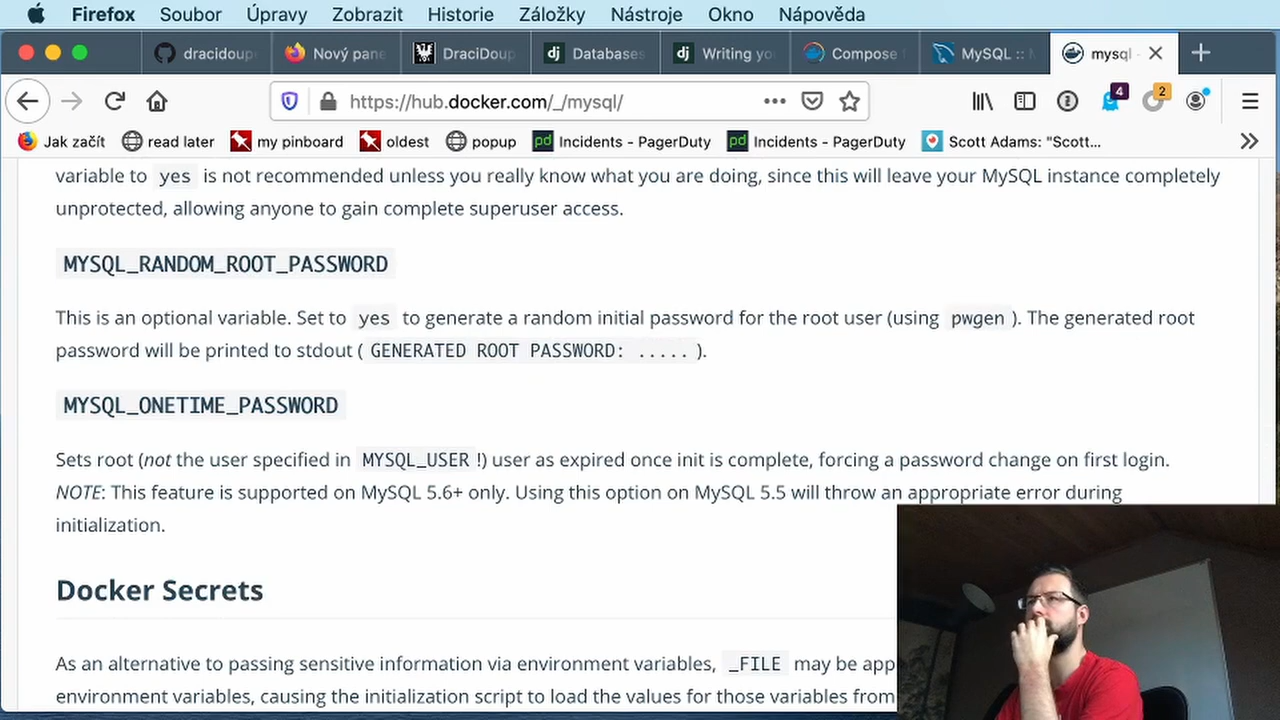 Firefox Soubor Úpravy Zobrazit Historie Záložky Nástroje Okno Nápověda
dracidoup Nový pane DraciDoup Databases Writing yo Compose MySQL :: mysql -
https://hub.docker.com/_/mysql/ 4 2
Jak začít read later my pinboard oldest popup Incidents - PagerDuty Incidents - PagerDuty Scott Adams: "Scott...
variable to yes is not recommended unless you really know what you are doing, since this will leave your MySQL instance completely
unprotected, allowing anyone to gain complete superuser access.
MYSQL_RANDOM_ROOT_PASSWORD
This is an optional variable. Set to yes to generate a random initial password for the root user (using pwgen ). The generated root
password will be printed to stdout ( GENERATED ROOT PASSWORD: ..... ).
MYSQL_ONETIME_PASSWORD
Sets root (not the user specified in MYSQL_USER !) user as expired once init is complete, forcing a password change on first login.
NOTE: This feature is supported on MySQL 5.6+ only. Using this option on MySQL 5.5 will throw an appropriate error during
initialization.
Docker Secrets
As an alternative to passing sensitive information via environment variables, _FILE may be app
environment variables, causing the initialization script to load the values for those variables from